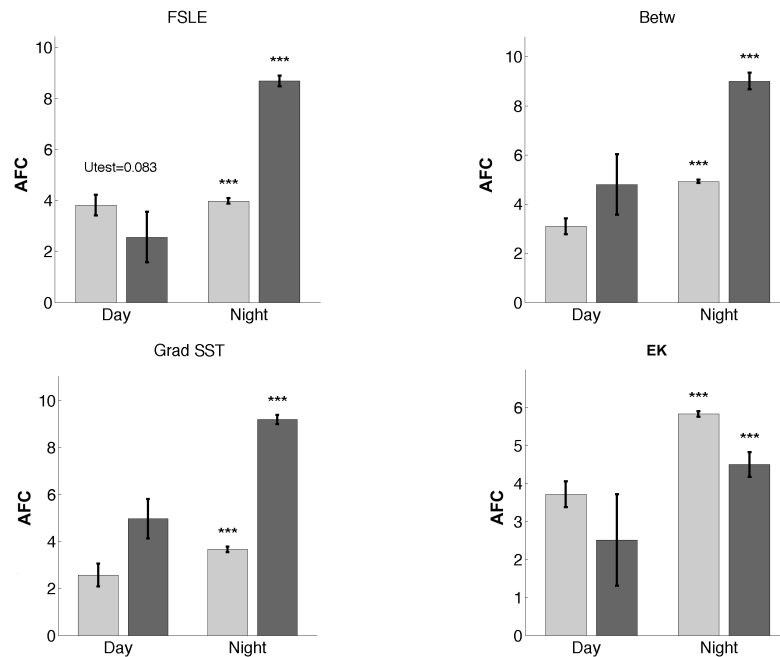 FSLE
AFC
10
8
6
4
2
0
Utest=0.083
***
***
Day
Night
Betw
AFC
10
8
6
4
2
0
***
***
Day
Night
Grad SST
AFC
10
8
6
4
2
0
***
***
Day
Night
EK
AFC
6
5
4
3
2
1
0
***
***
Day
Night